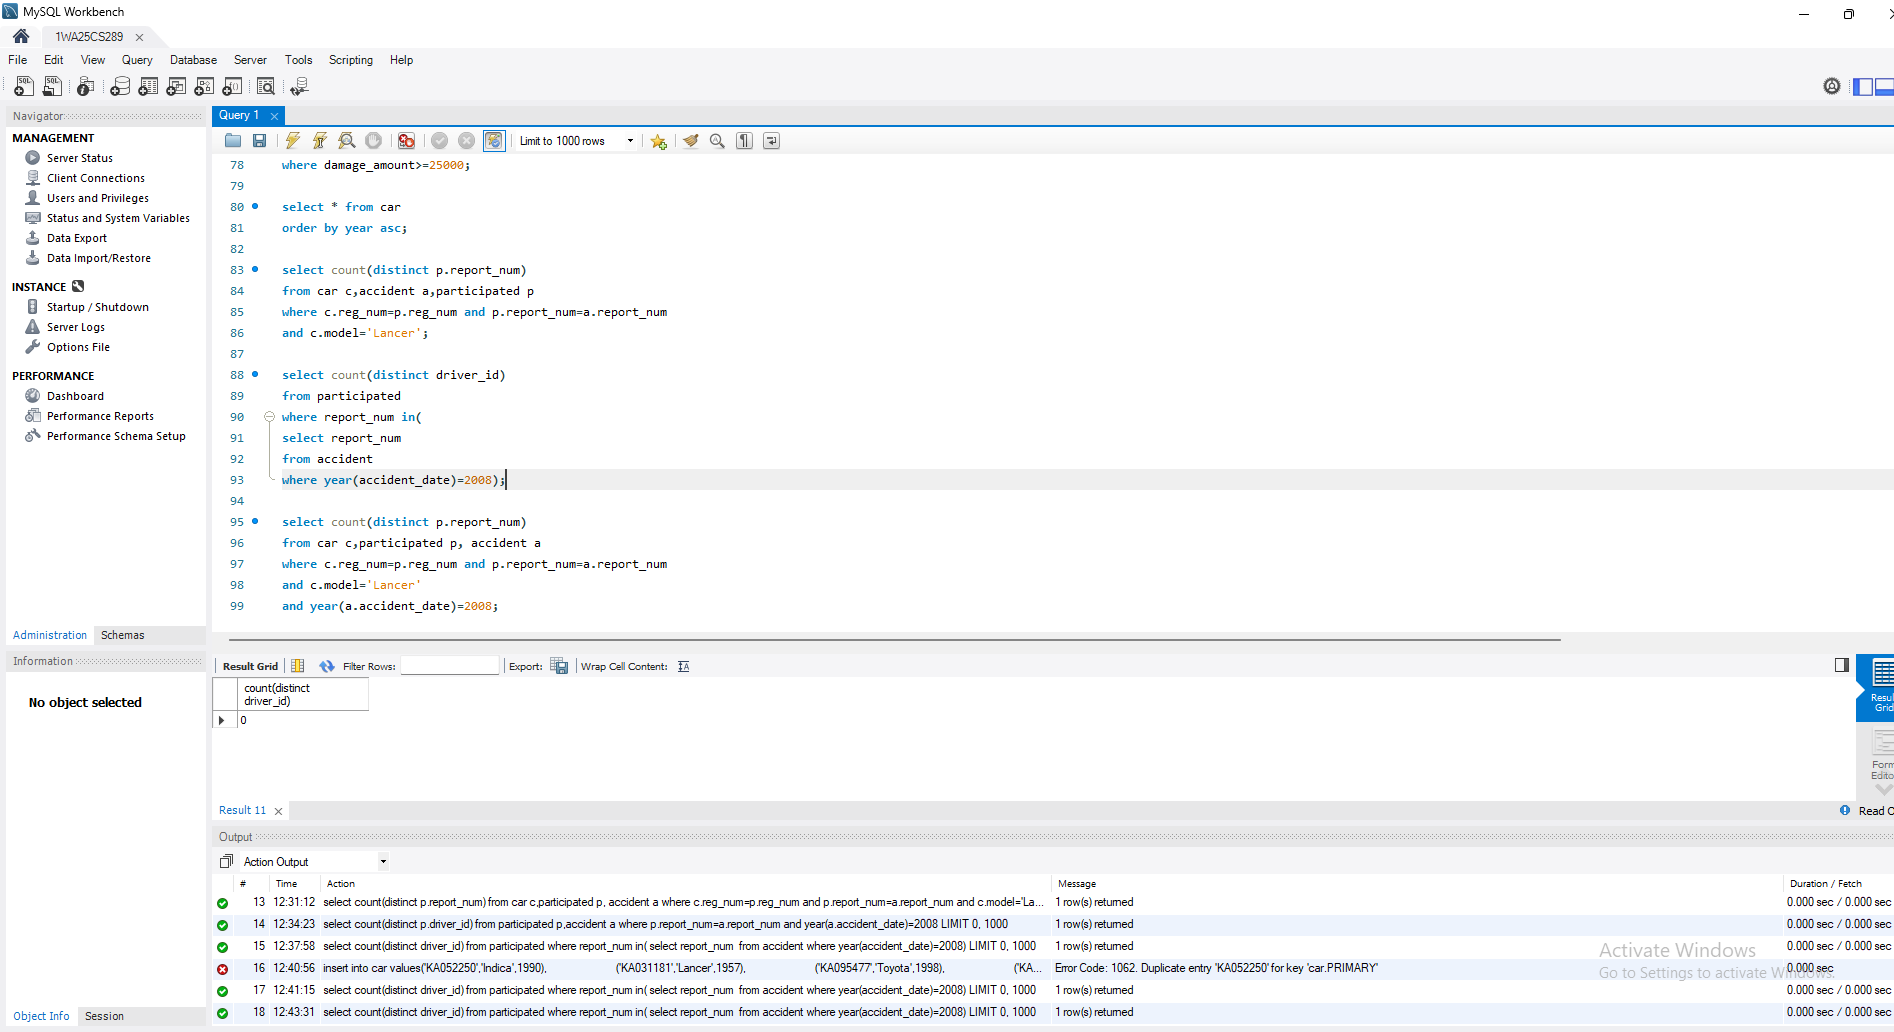 MySQL Workbench
1WA25CS289
File Edit View Query Database Server Tools Scripting Help
Navigator
MANAGEMENT
Server Status
Client Connections
Users and Privileges
Status and System Variables
Data Export
Data Import/Restore
INSTANCE
Startup / Shutdown
Server Logs
Options File
PERFORMANCE
Dashboard
Performance Reports
Performance Schema Setup
Administration Schemas
Information
No object selected
Object Info Session
Query 1
Limit to 1000 rows
78 where damage_amount>=25000;
79
80 select * from car
81 order by year asc;
82
83 select count(distinct p.report_num)
84 from car c,accident a,participated p
85 where c.reg_num=p.reg_num and p.report_num=a.report_num
86 and c.model='Lancer';
87
88 select count(distinct driver_id)
89 from participated
90 where report_num in(
91 select report_num
92 from accident
93 where year(accident_date)=2008);
94
95 select count(distinct p.report_num)
96 from car c,participated p, accident a
97 where c.reg_num=p.reg_num and p.report_num=a.report_num
98 and c.model='Lancer'
99 and year(a.accident_date)=2008;
Result Grid Filter Rows: Export: Wrap Cell Content:
count(distinct
driver_id)
0
Resul
Grid
Form
Edito
Result 11
Read O
Output
Action Output
# Time Action Message Duration / Fetch
13 12:31:12 select count(distinct p.report_num) from car c,participated p, accident a where c.reg_num=p.reg_num and p.report_num=a.report_num and c.model='La... 1 row(s) returned 0.000 sec / 0.000 sec
14 12:34:23 select count(distinct p.driver_id) from participated p,accident a where p.report_num=a.report_num and year(a.accident_date)=2008 LIMIT 0, 1000 1 row(s) returned 0.000 sec / 0.000 sec
15 12:37:58 select count(distinct driver_id) from participated where report_num in( select report_num from accident where year(accident_date)=2008) LIMIT 0, 1000 1 row(s) returned 0.000 sec / 0.000 sec
16 12:40:56 insert into car values('KA052250','Indica',1990), ('KA031181','Lancer',1957), ('KA095477','Toyota',1998), ('KA... Error Code: 1062. Duplicate entry 'KA052250' for key 'car.PRIMARY' 0.000 sec
17 12:41:15 select count(distinct driver_id) from participated where report_num in( select report_num from accident where year(accident_date)=2008) LIMIT 0, 1000 1 row(s) returned 0.000 sec / 0.000 sec
18 12:43:31 select count(distinct driver_id) from participated where report_num in( select report_num from accident where year(accident_date)=2008) LIMIT 0, 1000 1 row(s) returned 0.000 sec / 0.000 sec
Activate Windows
Go to Settings to activate Windows.